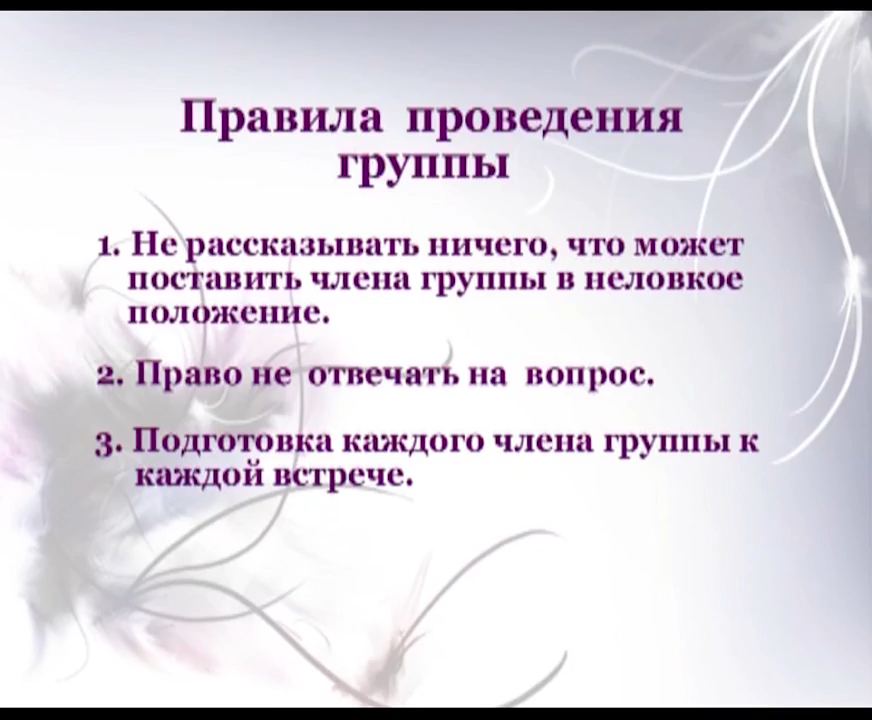 Правила проведения
группы
1. Не рассказывать ничего, что может
поставить члена группы в неловкое
положение.
2. Право не отвечать на вопрос.
3. Подготовка каждого члена группы к
каждой встрече.